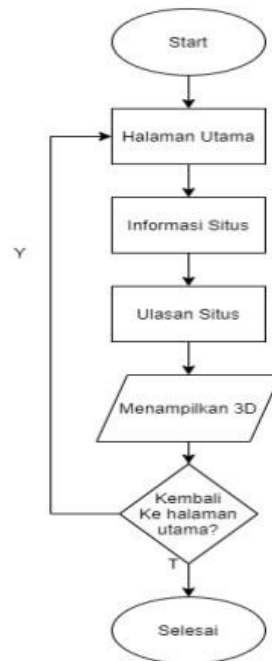 Start
Halaman Utama
Informasi Situs
Y
Ulasan Situs
Menampilkan 3D
Kembali
Ke halaman
utama?
T
Selesai